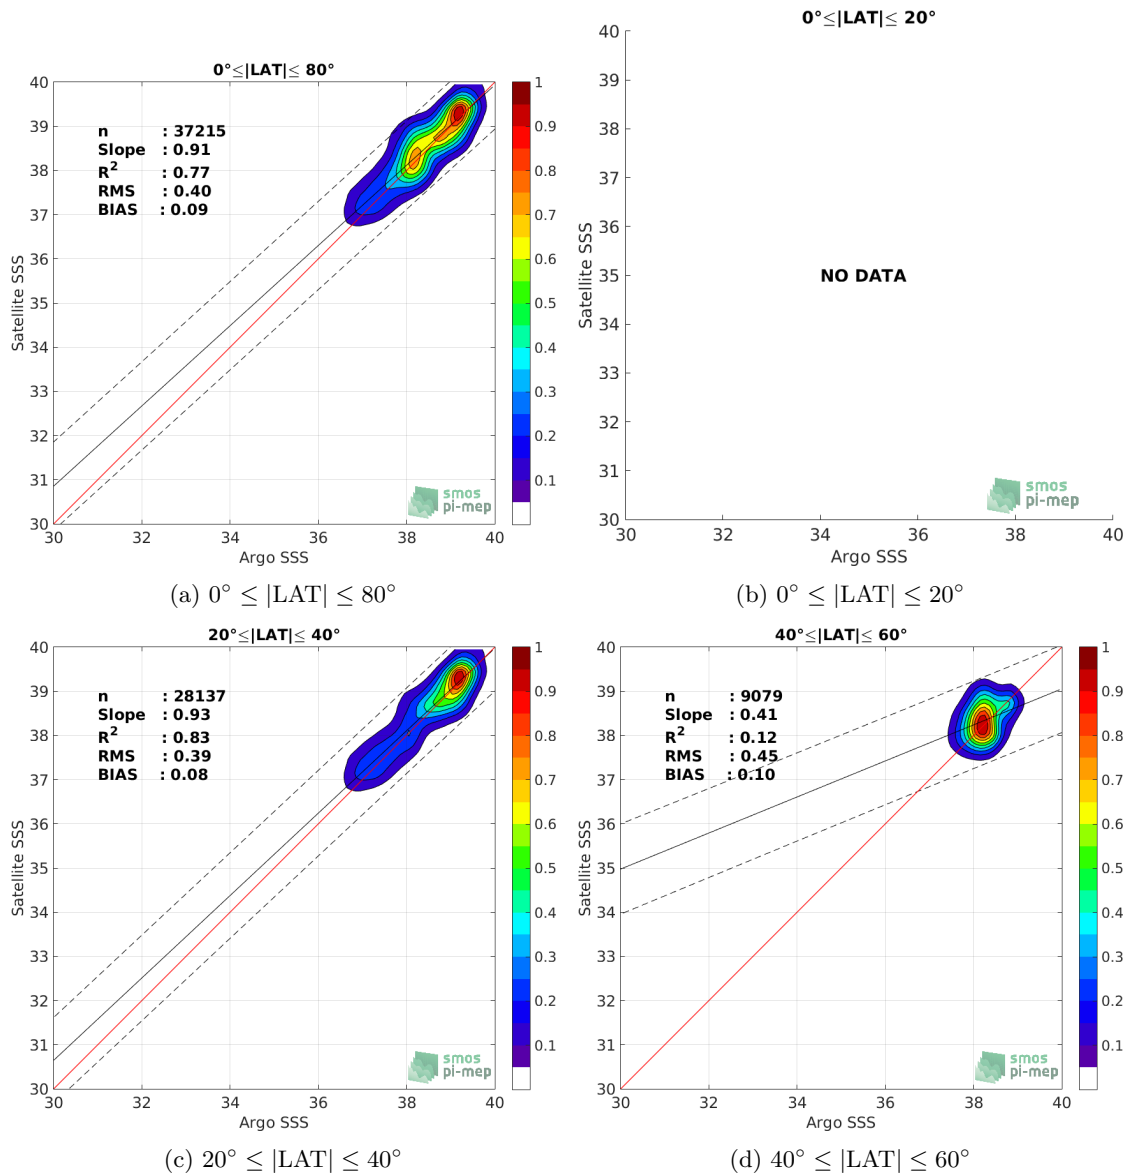 0°≤|LAT|≤ 80°
40
39
38
37
36
35
34
33
32
31
30
Satellite SSS
n : 37215
Slope : 0.91
R2 : 0.77
RMS : 0.40
BIAS : 0.09
smos
pi-mep
30 32 34 36 38 40
Argo SSS
1
0.9
0.8
0.7
0.6
0.5
0.4
0.3
0.2
0.1
(a) 0° ≤ |LAT| ≤ 80°
0°≤|LAT|≤ 20°
40
39
38
37
36
35
34
33
32
31
30
Satellite SSS
NO DATA
smos
pi-mep
30 32 34 36 38 40
Argo SSS
(b) 0° ≤ |LAT| ≤ 20°
20°≤|LAT|≤ 40°
40
39
38
37
36
35
34
33
32
31
30
Satellite SSS
n : 28137
Slope : 0.93
R2 : 0.83
RMS : 0.39
BIAS : 0.08
smos
pi-mep
30 32 34 36 38 40
Argo SSS
1
0.9
0.8
0.7
0.6
0.5
0.4
0.3
0.2
0.1
(c) 20° ≤ |LAT| ≤ 40°
40°≤|LAT|≤ 60°
40
39
38
37
36
35
34
33
32
31
30
Satellite SSS
n : 9079
Slope : 0.41
R2 : 0.12
RMS : 0.45
BIAS : 0.10
smos
pi-mep
30 32 34 36 38 40
Argo SSS
1
0.9
0.8
0.7
0.6
0.5
0.4
0.3
0.2
0.1
(d) 40° ≤ |LAT| ≤ 60°